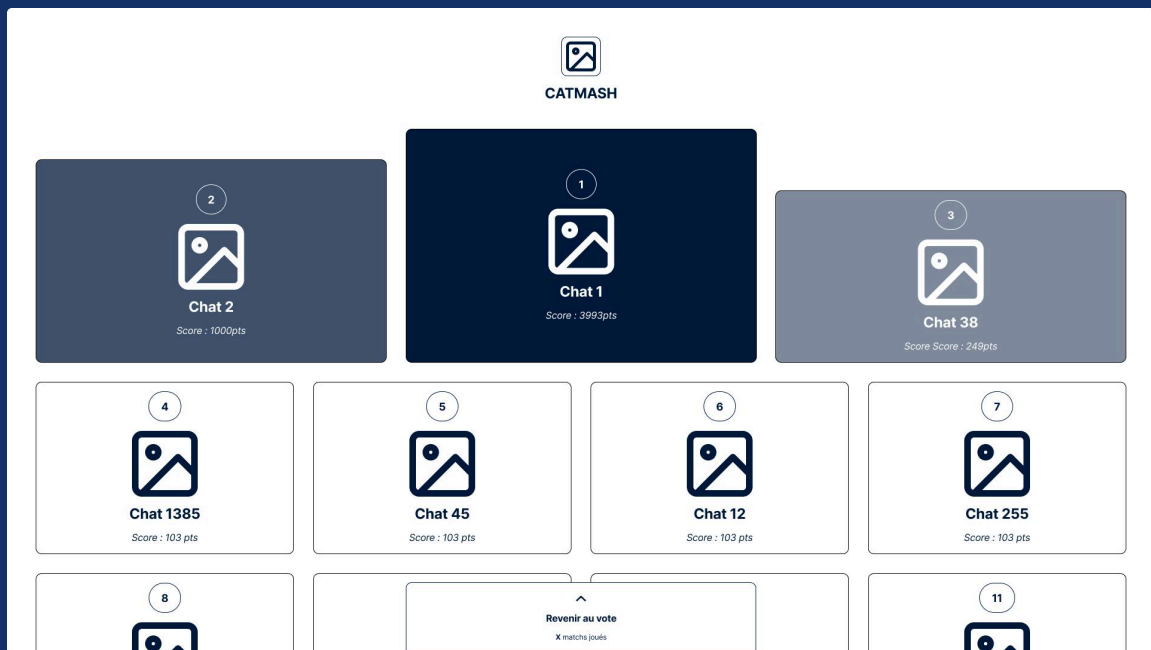 CATMASH
2
Chat 2
Score : 1000pts
1
Chat 1
Score : 3993pts
3
Chat 38
Score Score : 249pts
4
Chat 1385
Score : 103 pts
5
Chat 45
Score : 103 pts
6
Chat 12
Score : 103 pts
7
Chat 255
Score : 103 pts
8
11
Revenir au vote
X matchs joués